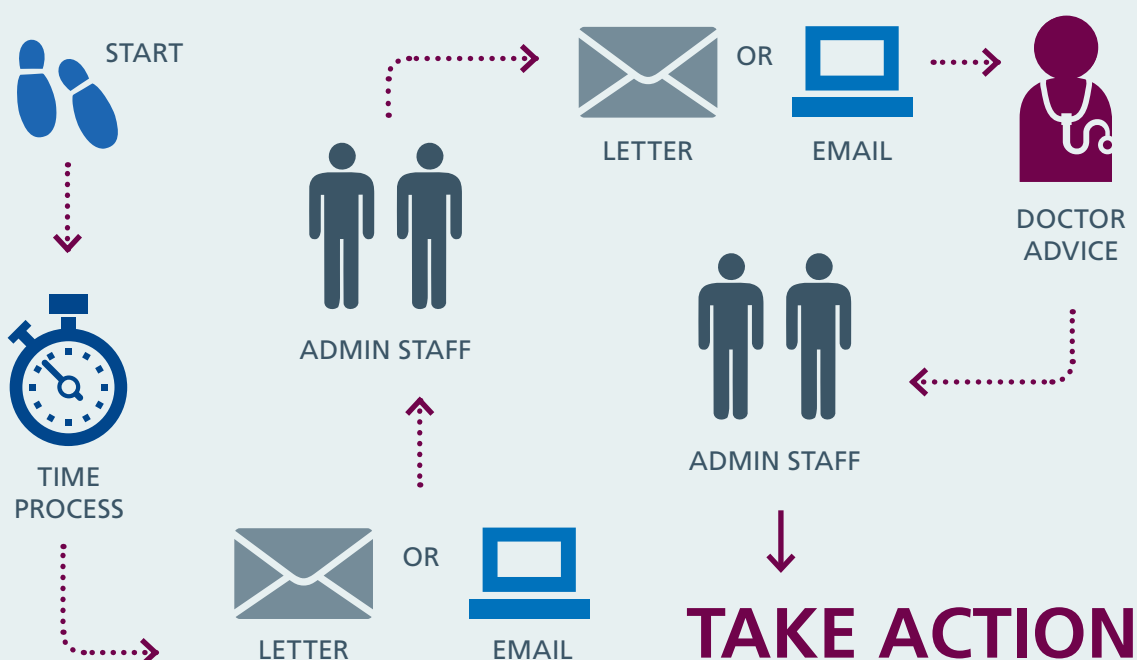 START
TIME
PROCESS
LETTER
OR
EMAIL
ADMIN STAFF
LETTER
OR
EMAIL
DOCTOR
ADVICE
ADMIN STAFF
TAKE ACTION